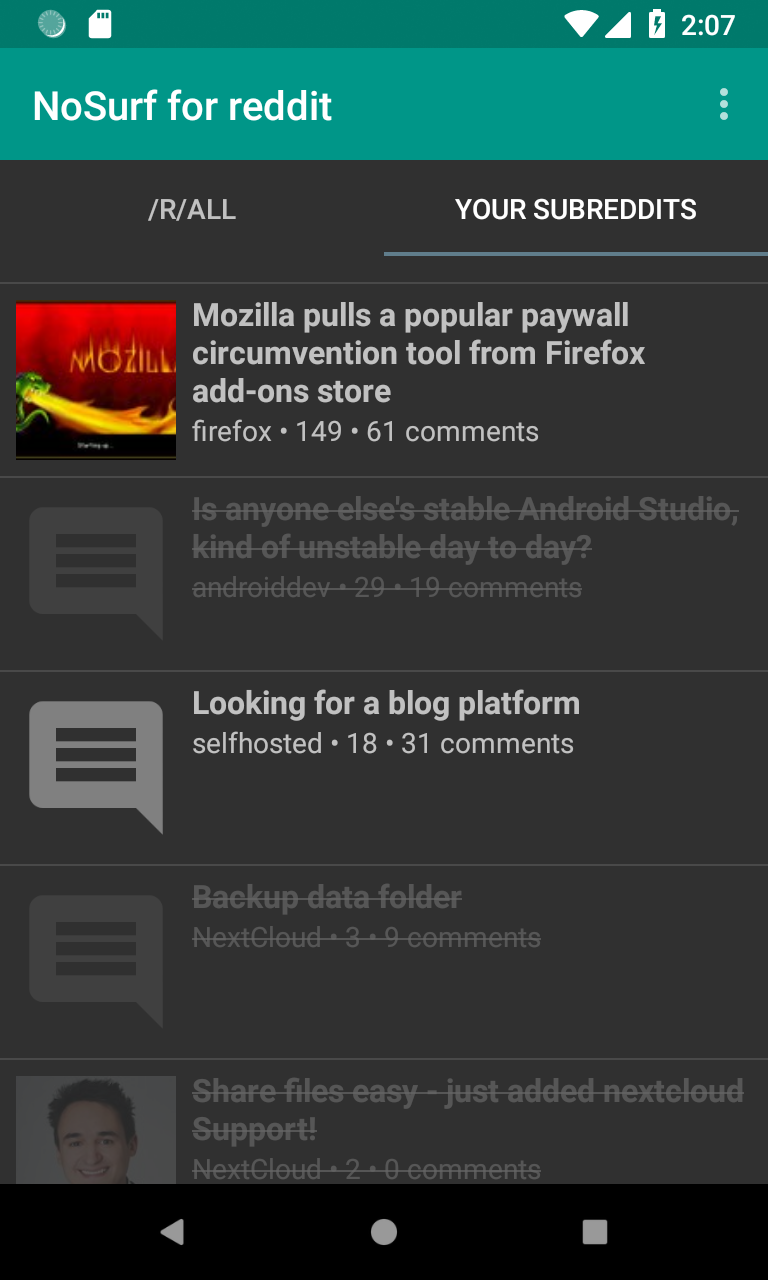 2:07
NoSurf for reddit
/R/ALL
YOUR SUBREDDITS
MOZILL
Mozilla pulls a popular paywall
circumvention tool from Firefox
add-ons store
firefox • 149 • 61 comments
Is anyone else's stable Android Studio,
kind of unstable day to day?
androiddev • 29 • 19 comments
Looking for a blog platform
selfhosted • 18 • 31 comments
Backup data folder
NextCloud • 3 • 9 comments
Share files easy - just added nextcloud
Support!
NextCloud • 2 • 0 comments